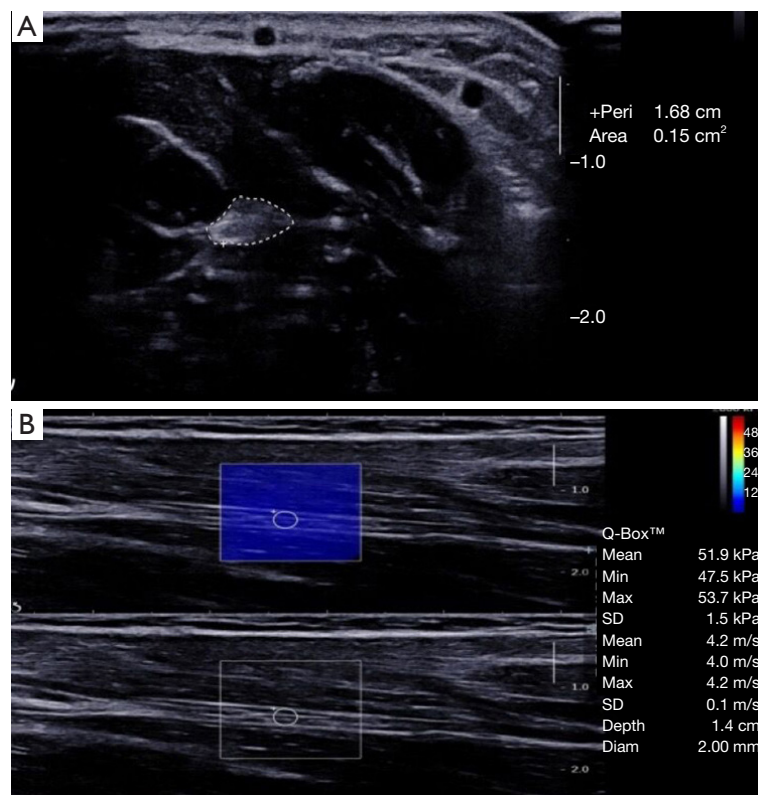 A
+Peri 1.68 cm
Area 0.15 cm²
–1.0
–2.0
B
48
36
24
12
- 1.0
- 2.0
Q-Box™
Mean 51.9 kPa
Min 47.5 kPa
Max 53.7 kPa
SD 1.5 kPa
Mean 4.2 m/s
Min 4.0 m/s
Max 4.2 m/s
SD 0.1 m/s
Depth 1.4 cm
Diam 2.00 mm
- 1.0
- 2.0